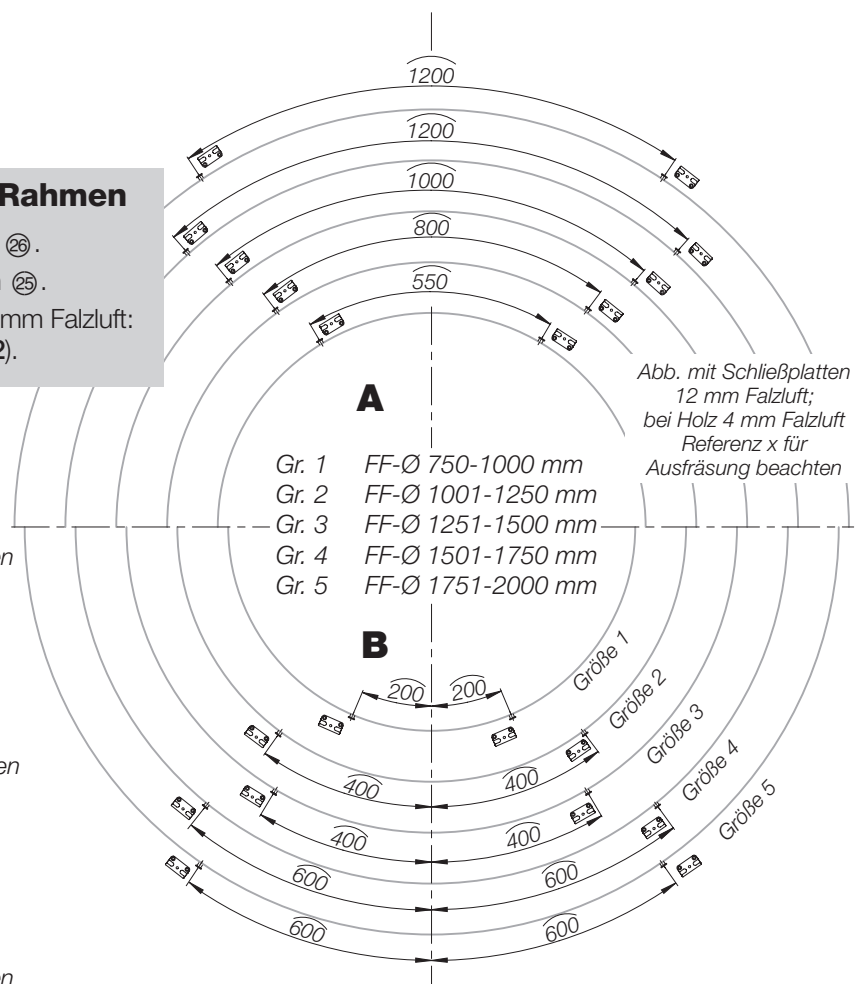 1200
1200
Rahmen
1000
㉖.
800
㉕.
550
mm Falzluft:
2).
Abb. mit Schließplatten
12 mm Falzluft;
bei Holz 4 mm Falzluft
Referenz x für
Ausfräsung beachten
A
Gr. 1 FF-Ø 750-1000 mm
Gr. 2 FF-Ø 1001-1250 mm
Gr. 3 FF-Ø 1251-1500 mm
Gr. 4 FF-Ø 1501-1750 mm
Gr. 5 FF-Ø 1751-2000 mm
B
200 200
Größe 1
Größe 2
Größe 3
Größe 4
Größe 5
400 400
400 400
600 600
600 600